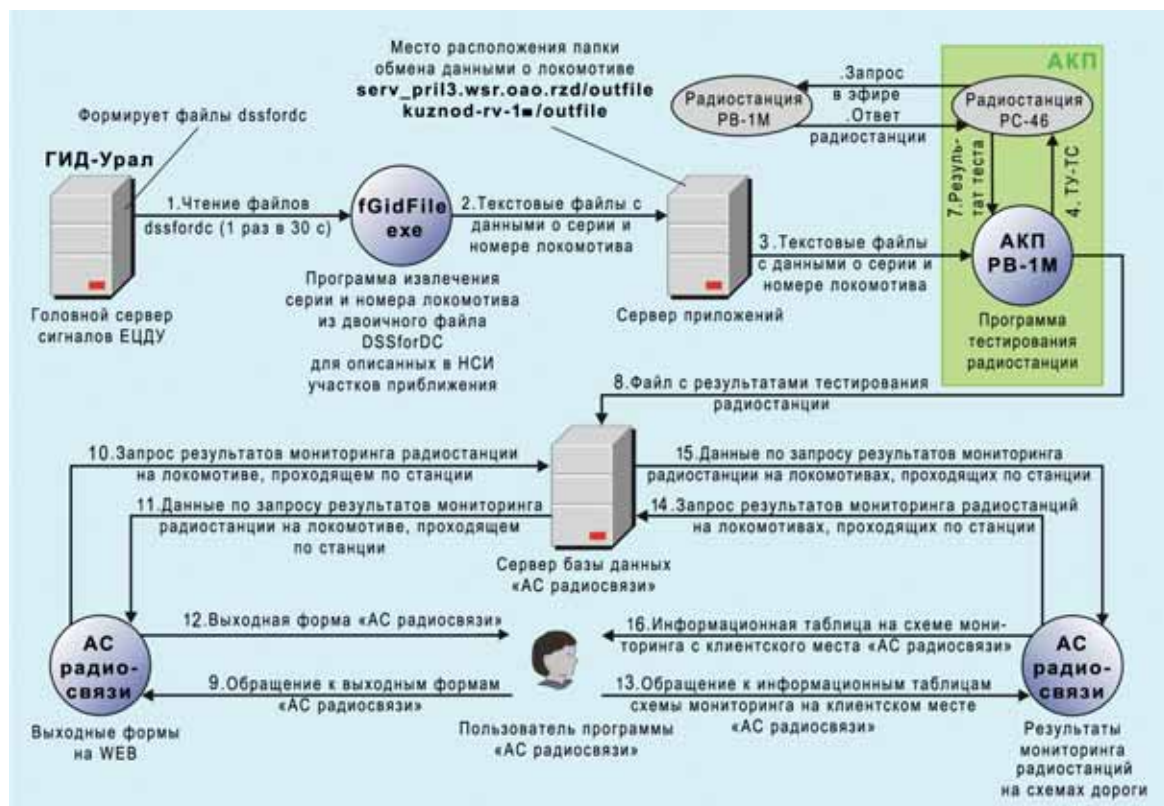 Место расположения папки
обмена данными о локомотиве
serv_pril3.wsr.oao.rzd/outfile
kuznod-rv-1■/outfile
АКП
.Запрос
в эфире
.Ответ
радиостанции
Радиостанция
РВ-1М
Радиостанция
РС-46
Формирует файлы dssfordc
ГИД-Урал
1.Чтение файлов
dssfordc (1 раз в 30 с)
fGidFile
exe
2.Текстовые файлы с
данными о серии и
номере локомотива
7.Резуль-
тат теста
4. ТУ-ТС
3.Текстовые файлы
с данными о серии и
номере локомотива
АКП
РВ-1М
Головной сервер
сигналов ЕЦДУ
Программа извлечения
серии и номера локомотива
из двоичного файла
DSSforDC
для описанных в НСИ
участков приближения
Сервер приложений
Программа
тестирования
радиостанции
8.Файл с результатами тестирования
радиостанции
10.Запрос результатов мониторинга радиостанции
на локомотиве, проходящем по станции
11.Данные по запросу результатов мониторинга
радиостанции на локомотиве, проходящем
по станции
15.Данные по запросу результатов мониторинга
радиостанции на локомотивах, проходящих по станции
14.Запрос результатов мониторинга радиостанций
на локомотивах, проходящих по станции
Сервер базы данных
«АС радиосвязи»
АС
радио-
связи
12.Выходная форма «АС радиосвязи»
9.Обращение к выходным формам
«АС радиосвязи»
16.Информационная таблица на схеме мони-
торинга с клиентского места «АС радиосвязи»
13.Обращение к информационным таблицам
схемы мониторинга на клиентском месте
«АС радиосвязи»
АС
радио-
связи
Выходные формы
на WEB
Пользователь программы
«АС радиосвязи»
Результаты
мониторинга
радиостанций
на схемах дороги